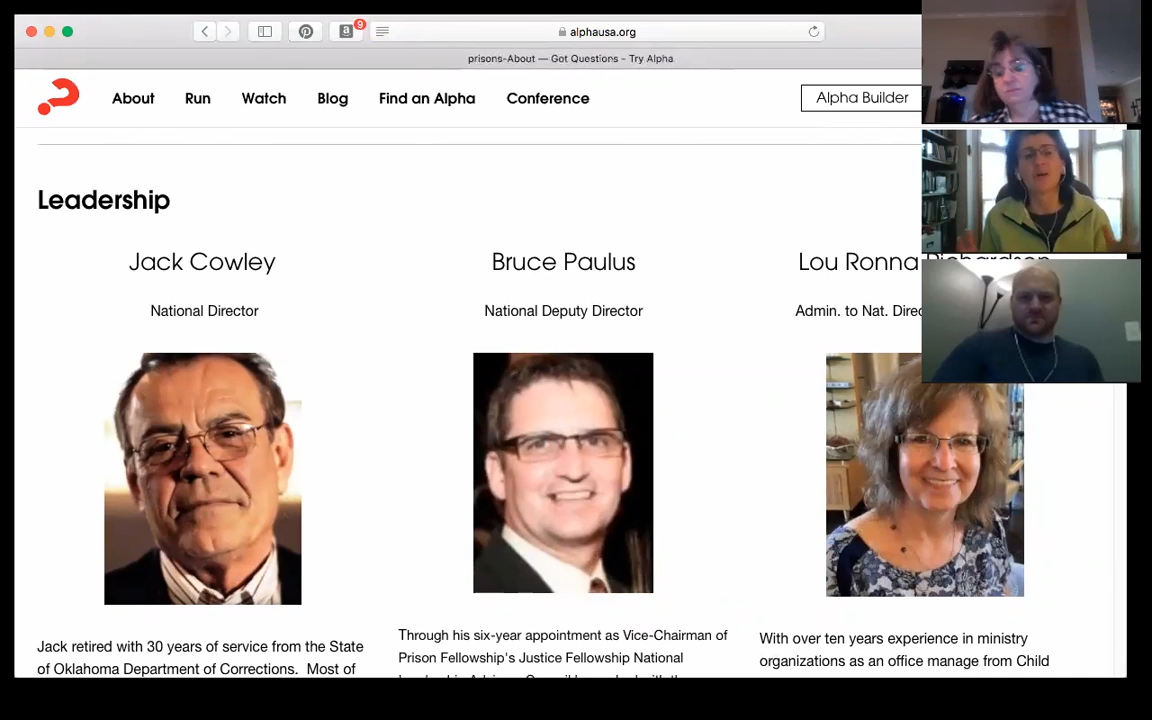 9
alphausa.org
prisons-About — Got Questions - Try Alpha
About Run Watch Blog Find an Alpha Conference Alpha Builder
Leadership
Jack Cowley
National Director
Jack retired with 30 years of service from the State
of Oklahoma Department of Corrections. Most of
Bruce Paulus
National Deputy Director
Through his six-year appointment as Vice-Chairman of
Prison Fellowship's Justice Fellowship National
Lou Ronna Richardson
Admin. to Nat. Direc
With over ten years experience in ministry
organizations as an office manage from Child